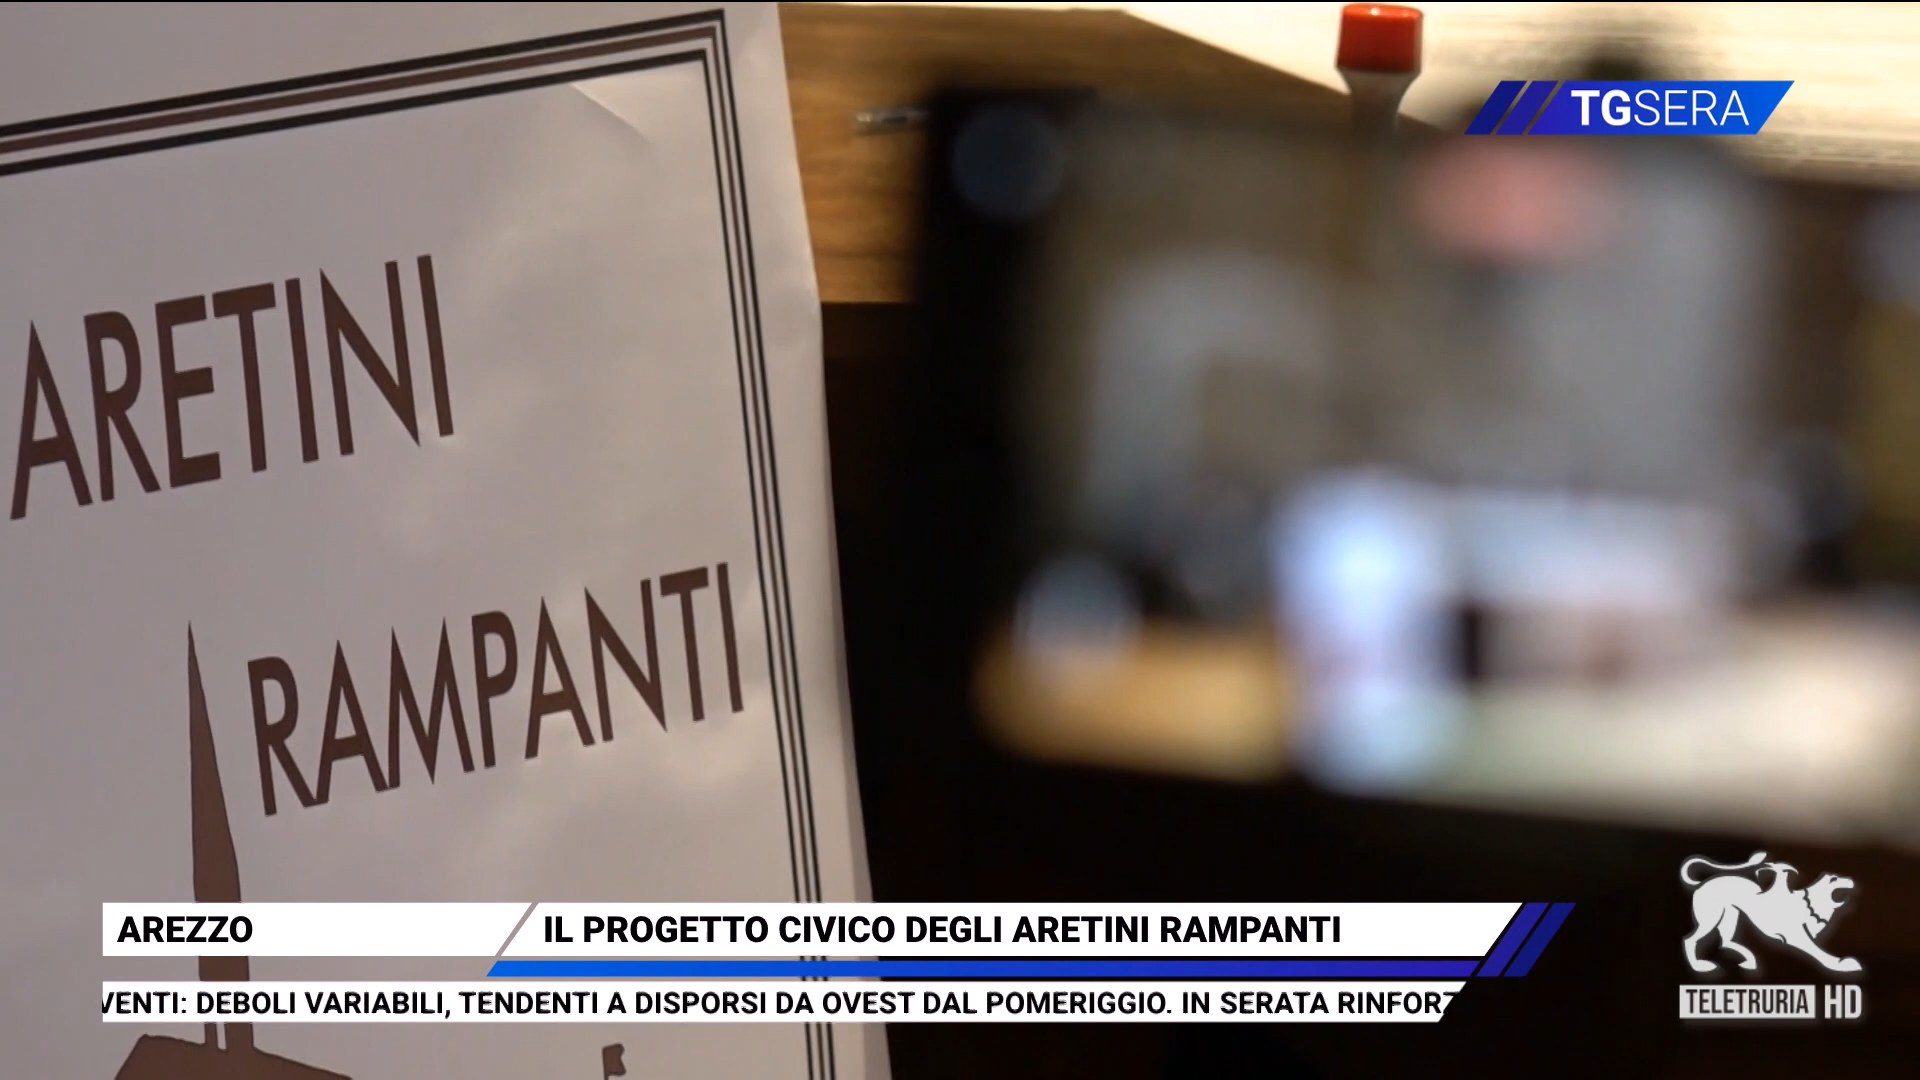 TGSERA
ARETINI
RAMPANTI
AREZZO
IL PROGETTO CIVICO DEGLI ARETINI RAMPANTI
VENTI: DEBOLI VARIABILI, TENDENTI A DISPORSI DA OVEST DAL POMERIGGIO. IN SERATA RINFORZ
TELETRURIA HD